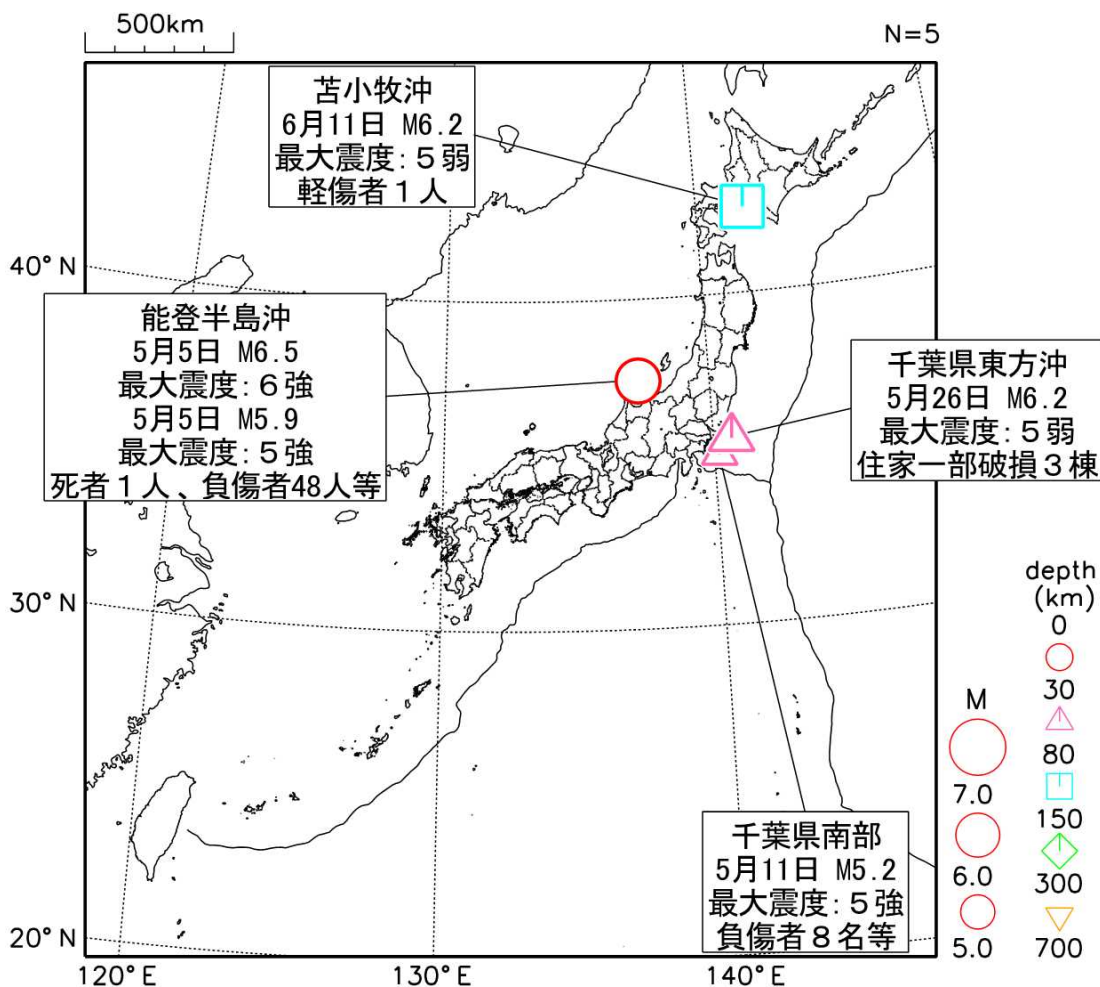 500km
N=5
苫小牧沖
6月11日 M6.2
最大震度:５弱
軽傷者１人
40°N
能登半島沖
5月5日 M6.5
最大震度:６強
5月5日 M5.9
最大震度:５強
死者１人、負傷者48人等
千葉県東方沖
5月26日 M6.2
最大震度:５弱
住家一部破損３棟
30°N
千葉県南部
5月11日 M5.2
最大震度:５強
負傷者８名等
20°N
120°E
130°E
140°E
M
7.0
6.0
5.0
depth
(km)
0
30
80
150
300
700